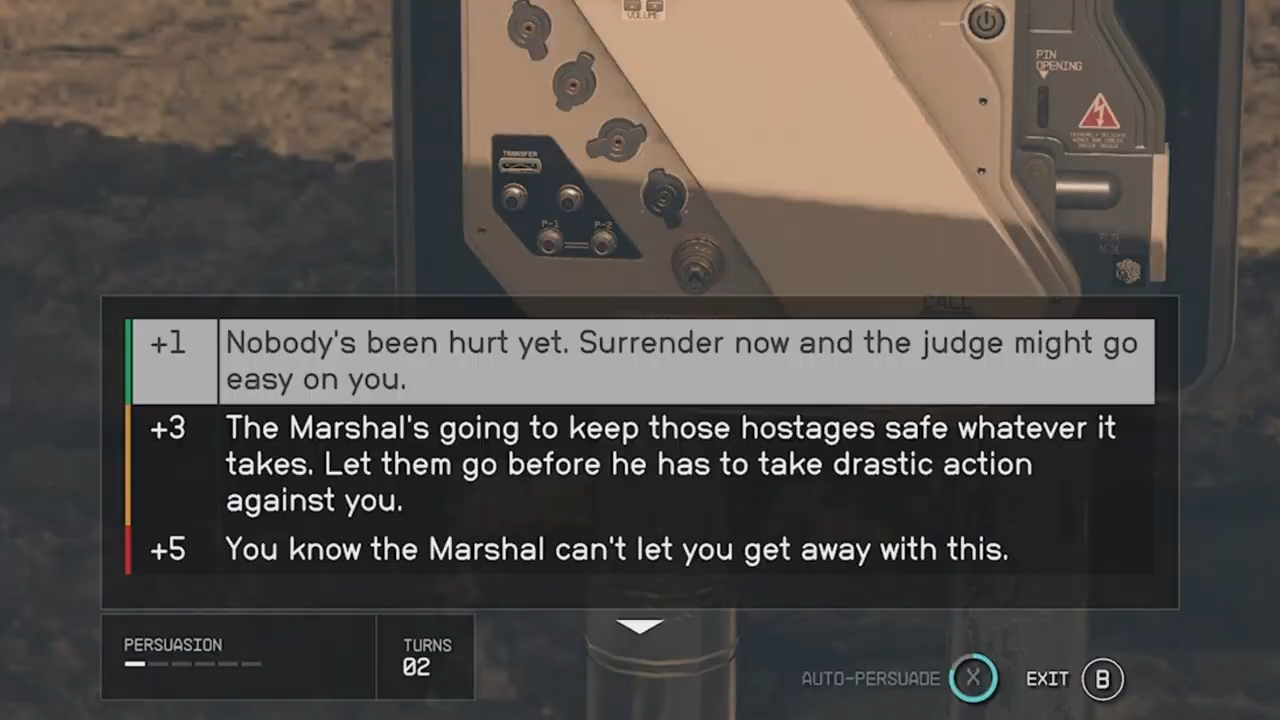 VOLUME
PIN
OPENING
TRANSFER
P-1
P-2
CALL
+1 Nobody's been hurt yet. Surrender now and the judge might go
easy on you.
+3 The Marshal's going to keep those hostages safe whatever it
takes. Let them go before he has to take drastic action
against you.
+5 You know the Marshal can't let you get away with this.
PERSUASION
TURNS
02
AUTO-PERSUADE X EXIT B